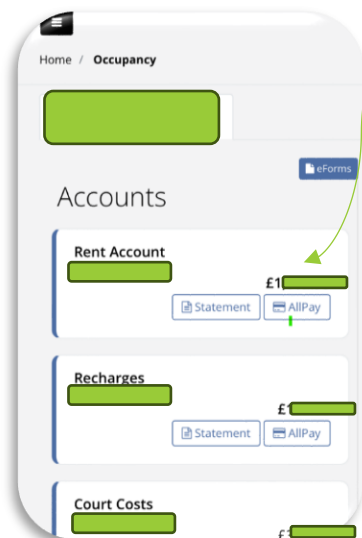 Home / Occupancy
eForms
Accounts
Rent Account
£1,
Statement AllPay
Recharges
£1
Statement AllPay
Court Costs